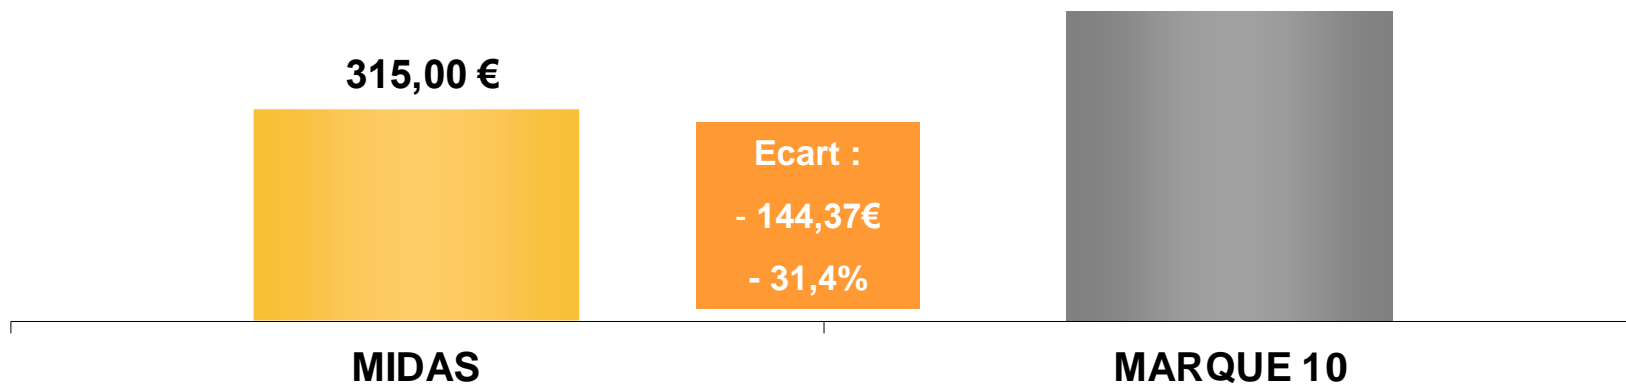 315,00 €
Ecart :
- 144,37€
- 31,4%
MIDAS
MARQUE 10